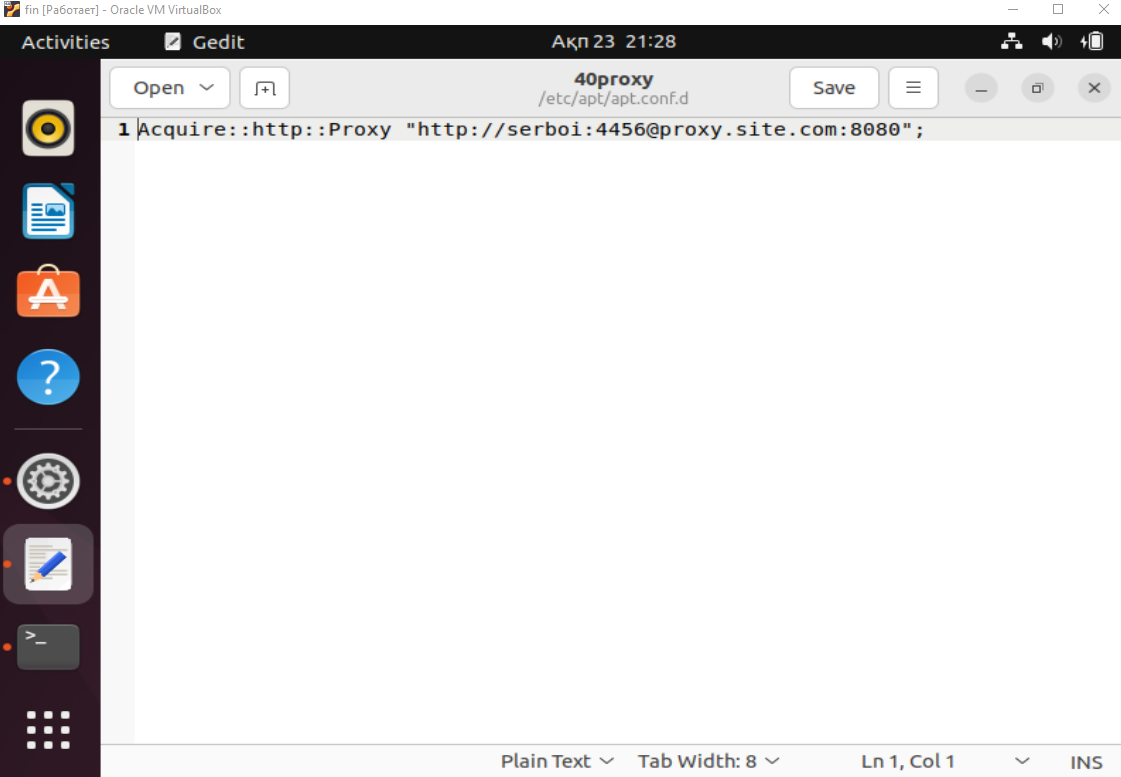 fin [Работает] - Oracle VM VirtualBox
Activities Gedit Ақп 23 21:28
Open 40proxy Save
/etc/apt/apt.conf.d
1 Acquire::http::Proxy "http://serboi:4456@proxy.site.com:8080";
>_
Plain Text Tab Width: 8 Ln 1, Col 1 INS